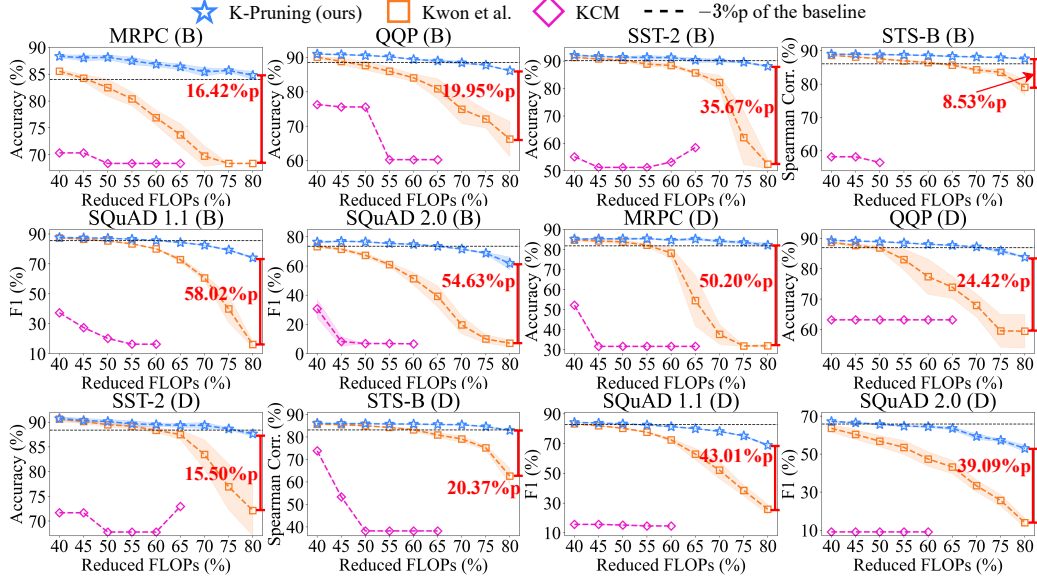 K-Pruning (ours) Kwon et al. KCM −3%p of the baseline
MRPC (B)
Accuracy (%)
90
85
80
75
70
16.42%p
40 45 50 55 60 65 70 75 80
Reduced FLOPs (%)
QQP (B)
Accuracy (%)
90
80
70
60
19.95%p
40 45 50 55 60 65 70 75 80
Reduced FLOPs (%)
SST-2 (B)
Accuracy (%)
90
80
70
60
50
35.67%p
40 45 50 55 60 65 70 75 80
Reduced FLOPs (%)
STS-B (B)
Spearman Corr. (%)
90
80
70
60
8.53%p
40 45 50 55 60 65 70 75 80
Reduced FLOPs (%)
SQuAD 1.1 (B)
F1 (%)
90
70
50
30
10
58.02%p
40 45 50 55 60 65 70 75 80
Reduced FLOPs (%)
SQuAD 2.0 (B)
F1 (%)
80
60
40
20
0
54.63%p
40 45 50 55 60 65 70 75 80
Reduced FLOPs (%)
MRPC (D)
Accuracy (%)
90
80
70
60
50
40
30
50.20%p
40 45 50 55 60 65 70 75 80
Reduced FLOPs (%)
QQP (D)
Accuracy (%)
90
80
70
60
24.42%p
40 45 50 55 60 65 70 75 80
Reduced FLOPs (%)
SST-2 (D)
Accuracy (%)
90
85
80
75
70
15.50%p
40 45 50 55 60 65 70 75 80
Reduced FLOPs (%)
STS-B (D)
Spearman Corr. (%)
90
80
70
60
50
40
20.37%p
40 45 50 55 60 65 70 75 80
Reduced FLOPs (%)
SQuAD 1.1 (D)
F1 (%)
90
70
50
30
10
43.01%p
40 45 50 55 60 65 70 75 80
Reduced FLOPs (%)
SQuAD 2.0 (D)
F1 (%)
70
50
30
10
39.09%p
40 45 50 55 60 65 70 75 80
Reduced FLOPs (%)